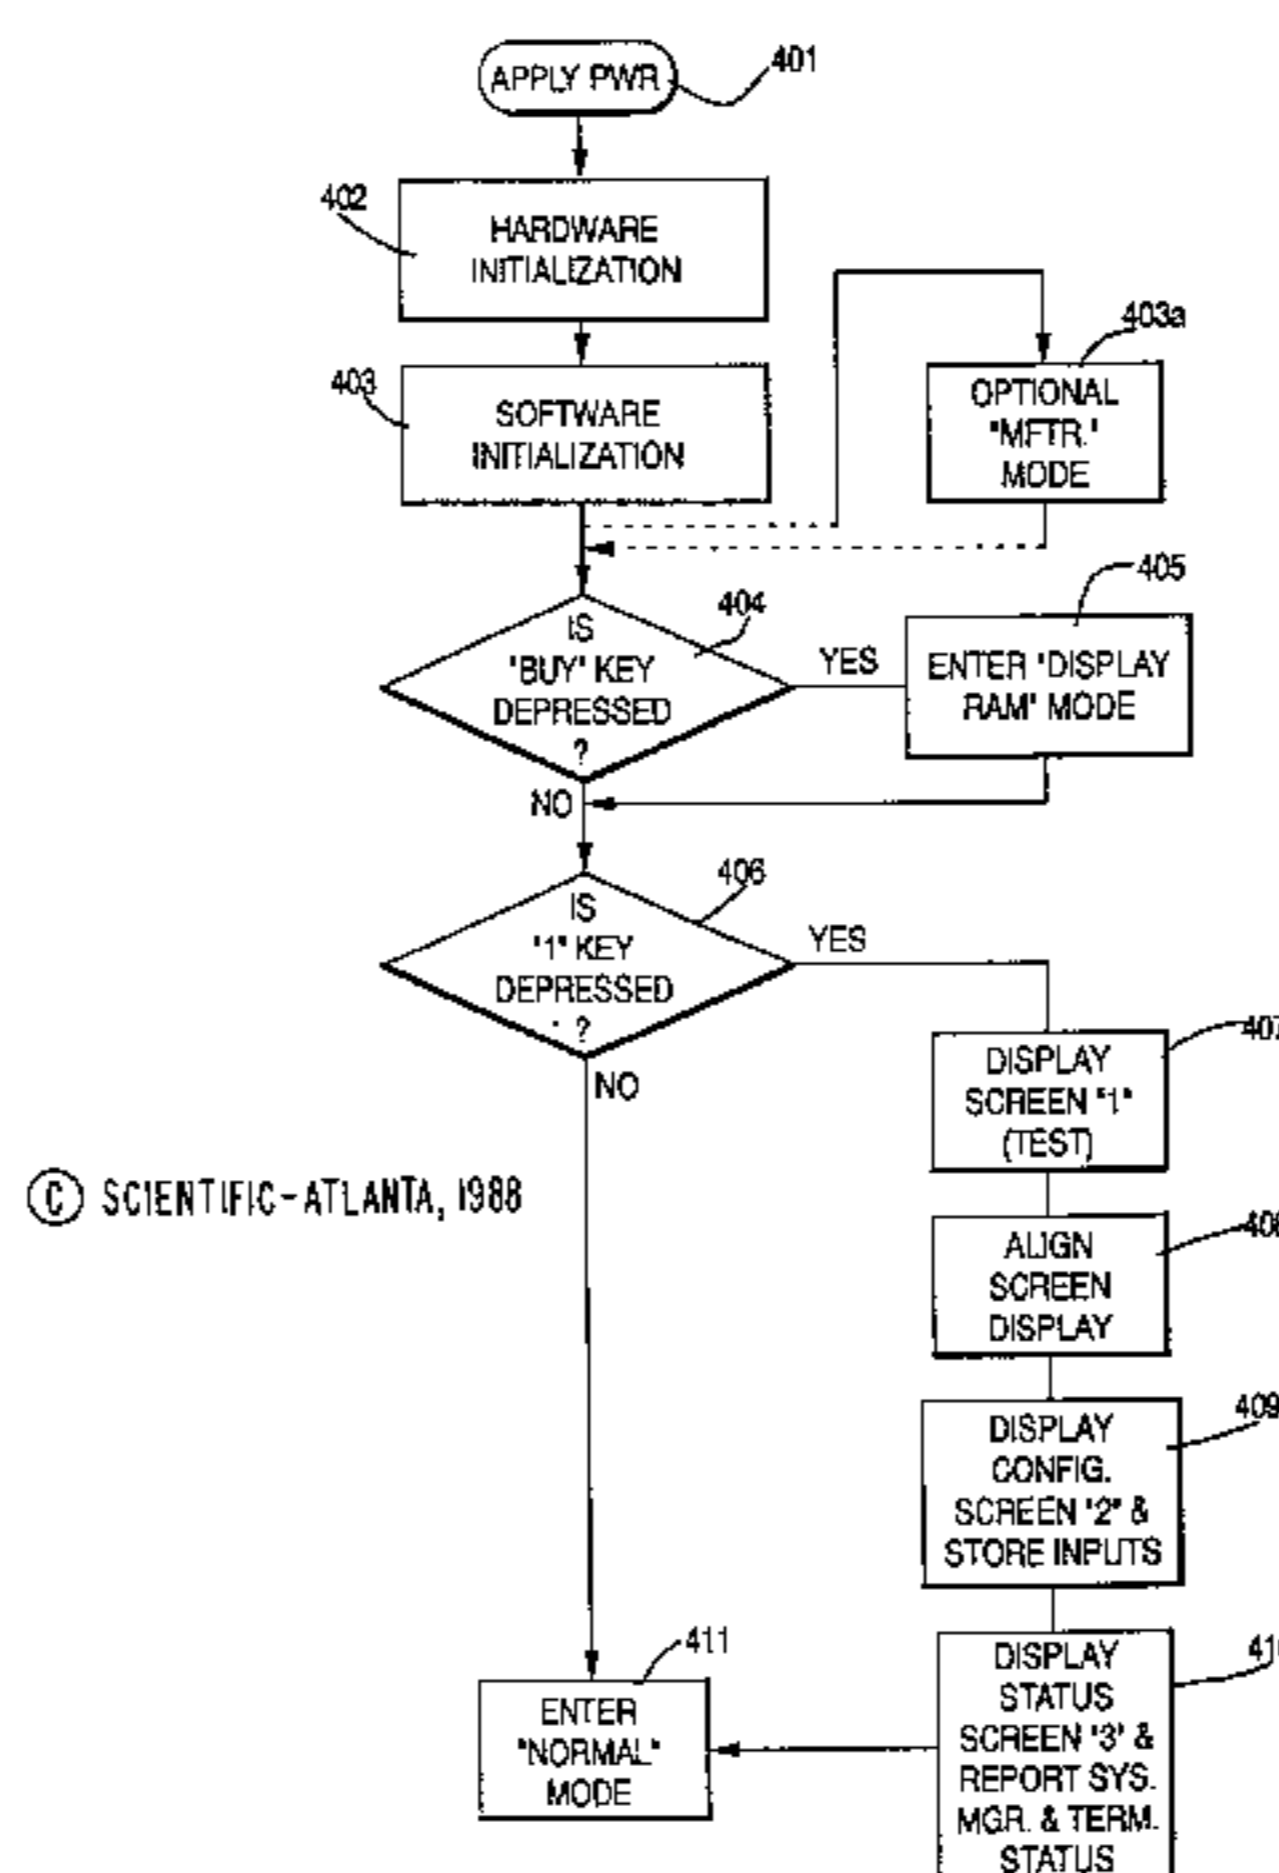 APPLY PWR
401
402
HARDWARE
INITIALIZATION
403
SOFTWARE
INITIALIZATION
403a
OPTIONAL
"MFTR."
MODE
404
IS
"BUY" KEY
DEPRESSED
?
YES
405
ENTER "DISPLAY
RAM" MODE
NO
406
IS
"1" KEY
DEPRESSED
?
YES
NO
407
DISPLAY
SCREEN "1"
(TEST)
© SCIENTIFIC-ATLANTA, 1988
408
ALIGN
SCREEN
DISPLAY
409
DISPLAY
CONFIG.
SCREEN "2" &
STORE INPUTS
410
DISPLAY
STATUS
SCREEN "3" &
REPORT SYS.
MGR. & TERM.
STATUS
411
ENTER
"NORMAL"
MODE